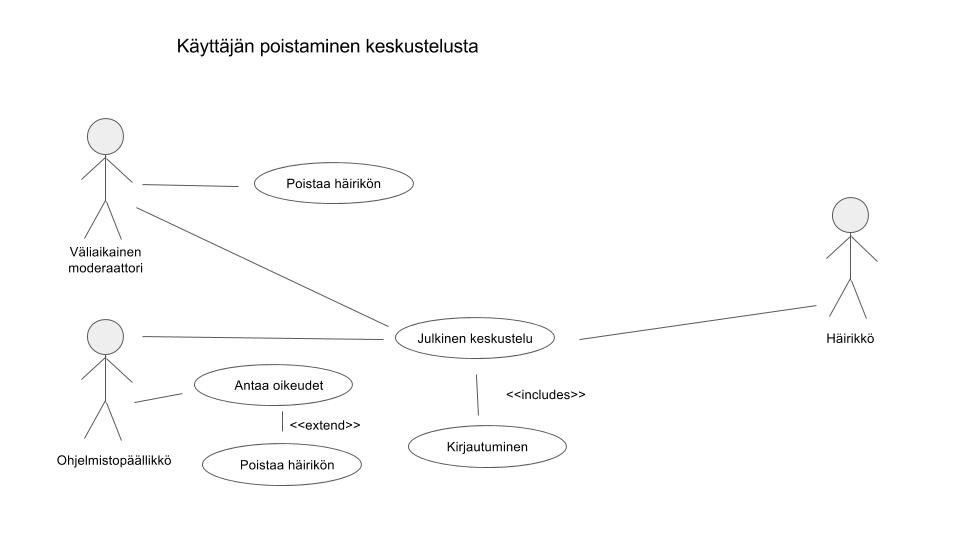 Käyttäjän poistaminen keskustelusta
Poistaa häirikön
Väliaikainen
moderaattori
Julkinen keskustelu
Häirikkö
Antaa oikeudet
<<includes>>
<<extend>>
Kirjautuminen
Ohjelmistopäällikkö
Poistaa häirikön